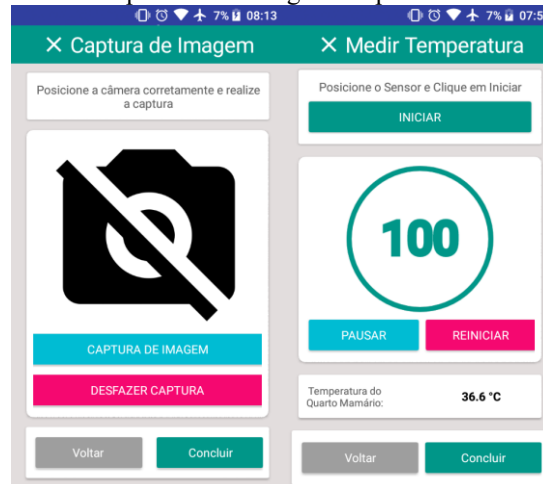 7% 08:13
× Captura de Imagem
Posicione a câmera corretamente e realize
a captura
CAPTURA DE IMAGEM
DESFAZER CAPTURA
Voltar
Concluir
7% 07:5
× Medir Temperatura
Posicione o Sensor e Clique em Iniciar
INICIAR
100
PAUSAR
REINICIAR
Temperatura do
Quarto Mamário:
36.6 °C
Voltar
Concluir